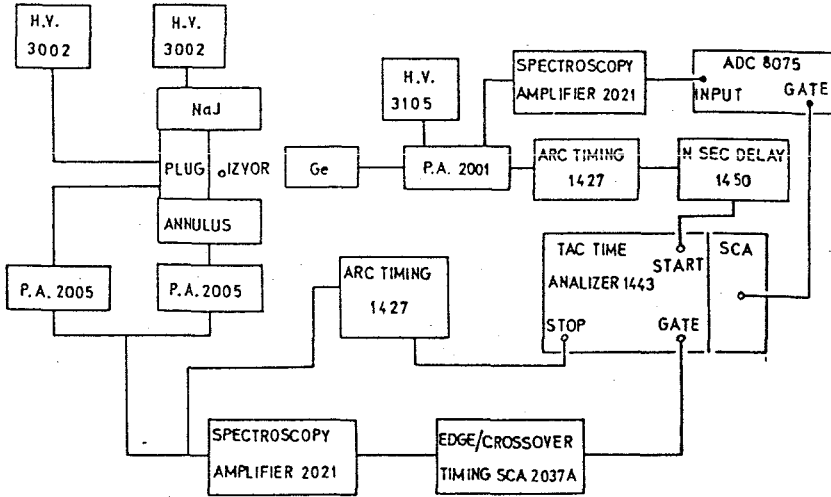 H.V.
3002
H.V.
3002
NaJ
PLUG
IZVOR
ANNULUS
P.A. 2005
P.A. 2005
H.V.
3105
SPECTROSCOPY
AMPLIFIER 2021
ADC 8075
INPUT
GATE
Ge
P.A. 2001
ARC TIMING
1427
N SEC DELAY
1450
TAC TIME
START
ANALIZER 1443
SCA
STOP
GATE
ARC TIMING
1427
SPECTROSCOPY
AMPLIFIER 2021
EDGE/CROSSOVER
TIMING SCA 2037A